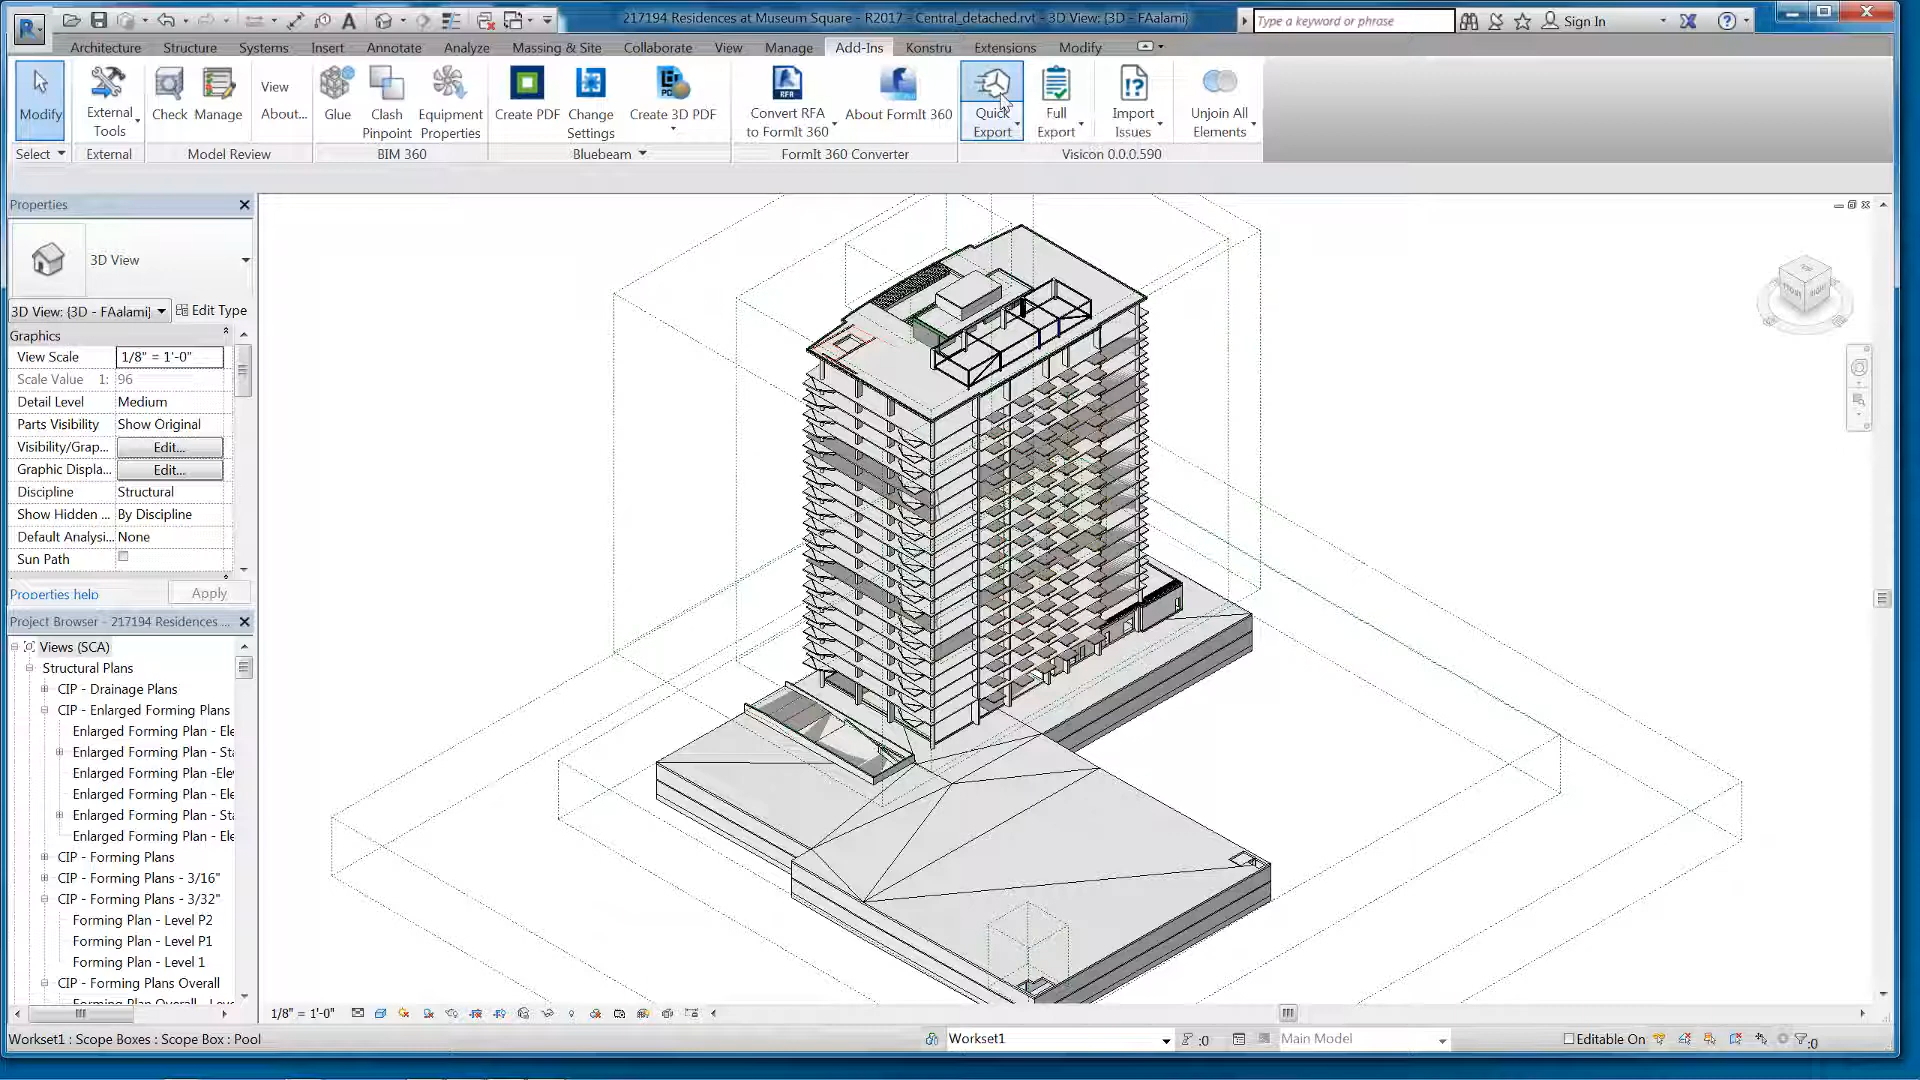 217194 Residences at Museum Square - R2017 - Central_detached.rvt - 3D View: {3D - FAalami}
Type a keyword or phrase
Sign In
Architecture Structure Systems Insert Annotate Analyze Massing & Site Collaborate View Manage Add-Ins Konstru Extensions Modify
Modify
External Tools
Check Manage
View
About...
Glue
Clash Pinpoint
Equipment Properties
Create PDF
Change Settings
Create 3D PDF
Convert RFA to FormIt 360
About FormIt 360
Quick Export
Full Export
Import Issues
Unjoin All Elements
Select External Model Review BIM 360 Bluebeam FormIt 360 Converter Visicon 0.0.0.590
Properties
3D View
3D View: {3D - FAalami}
Edit Type
Graphics
View Scale 1/8" = 1'-0"
Scale Value 1: 96
Detail Level Medium
Parts Visibility Show Original
Visibility/Grap... Edit...
Graphic Displa... Edit...
Discipline Structural
Show Hidden ... By Discipline
Default Analysi... None
Sun Path
Properties help Apply
Project Browser - 217194 Residences ...
Views (SCA)
Structural Plans
CIP - Drainage Plans
CIP - Enlarged Forming Plans
Enlarged Forming Plan - Ele
Enlarged Forming Plan - Sta
Enlarged Forming Plan -Ele
Enlarged Forming Plan - Ele
Enlarged Forming Plan - Sta
Enlarged Forming Plan - Ele
CIP - Forming Plans
CIP - Forming Plans - 3/16"
CIP - Forming Plans - 3/32"
Forming Plan - Level P2
Forming Plan - Level P1
Forming Plan - Level 1
CIP - Forming Plans Overall
Forming Plan Overall - Leve
1/8" = 1'-0"
Workset1 : Scope Boxes : Scope Box : Pool
Workset1
:0
Main Model
Editable On
:0